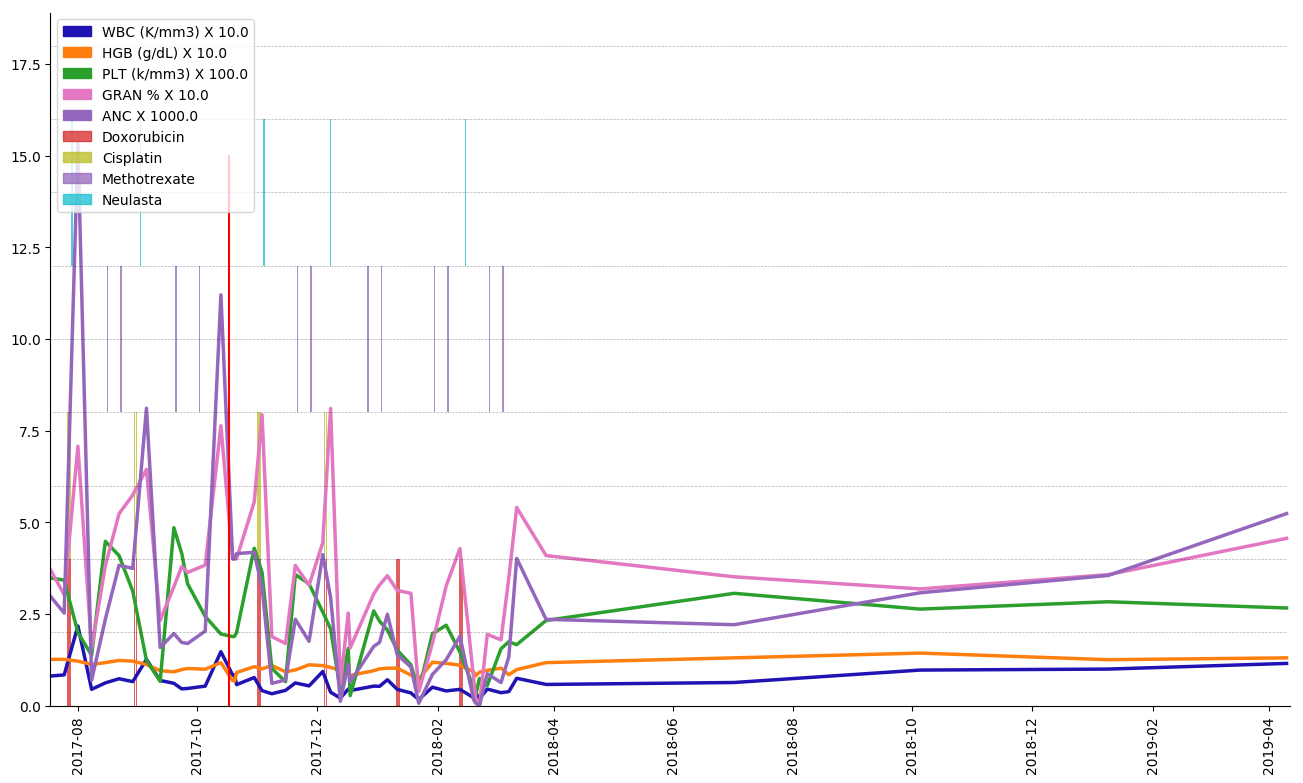 WBC (K/mm3) X 10.0
HGB (g/dL) X 10.0
PLT (k/mm3) X 100.0
GRAN % X 10.0
ANC X 1000.0
Doxorubicin
Cisplatin
Methotrexate
Neulasta
17.5
15.0
12.5
10.0
7.5
5.0
2.5
0.0
2017-08
2017-10
2017-12
2018-02
2018-04
2018-06
2018-08
2018-10
2018-12
2019-02
2019-04